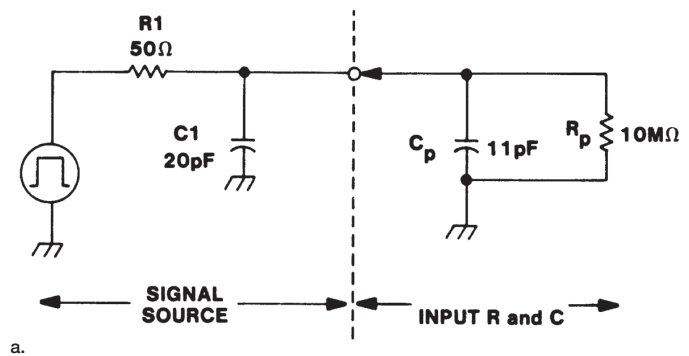 R1
50Ω
C1
20pF
Cp
11pF
Rp
10MΩ
SIGNAL
SOURCE
INPUT R and C
a.